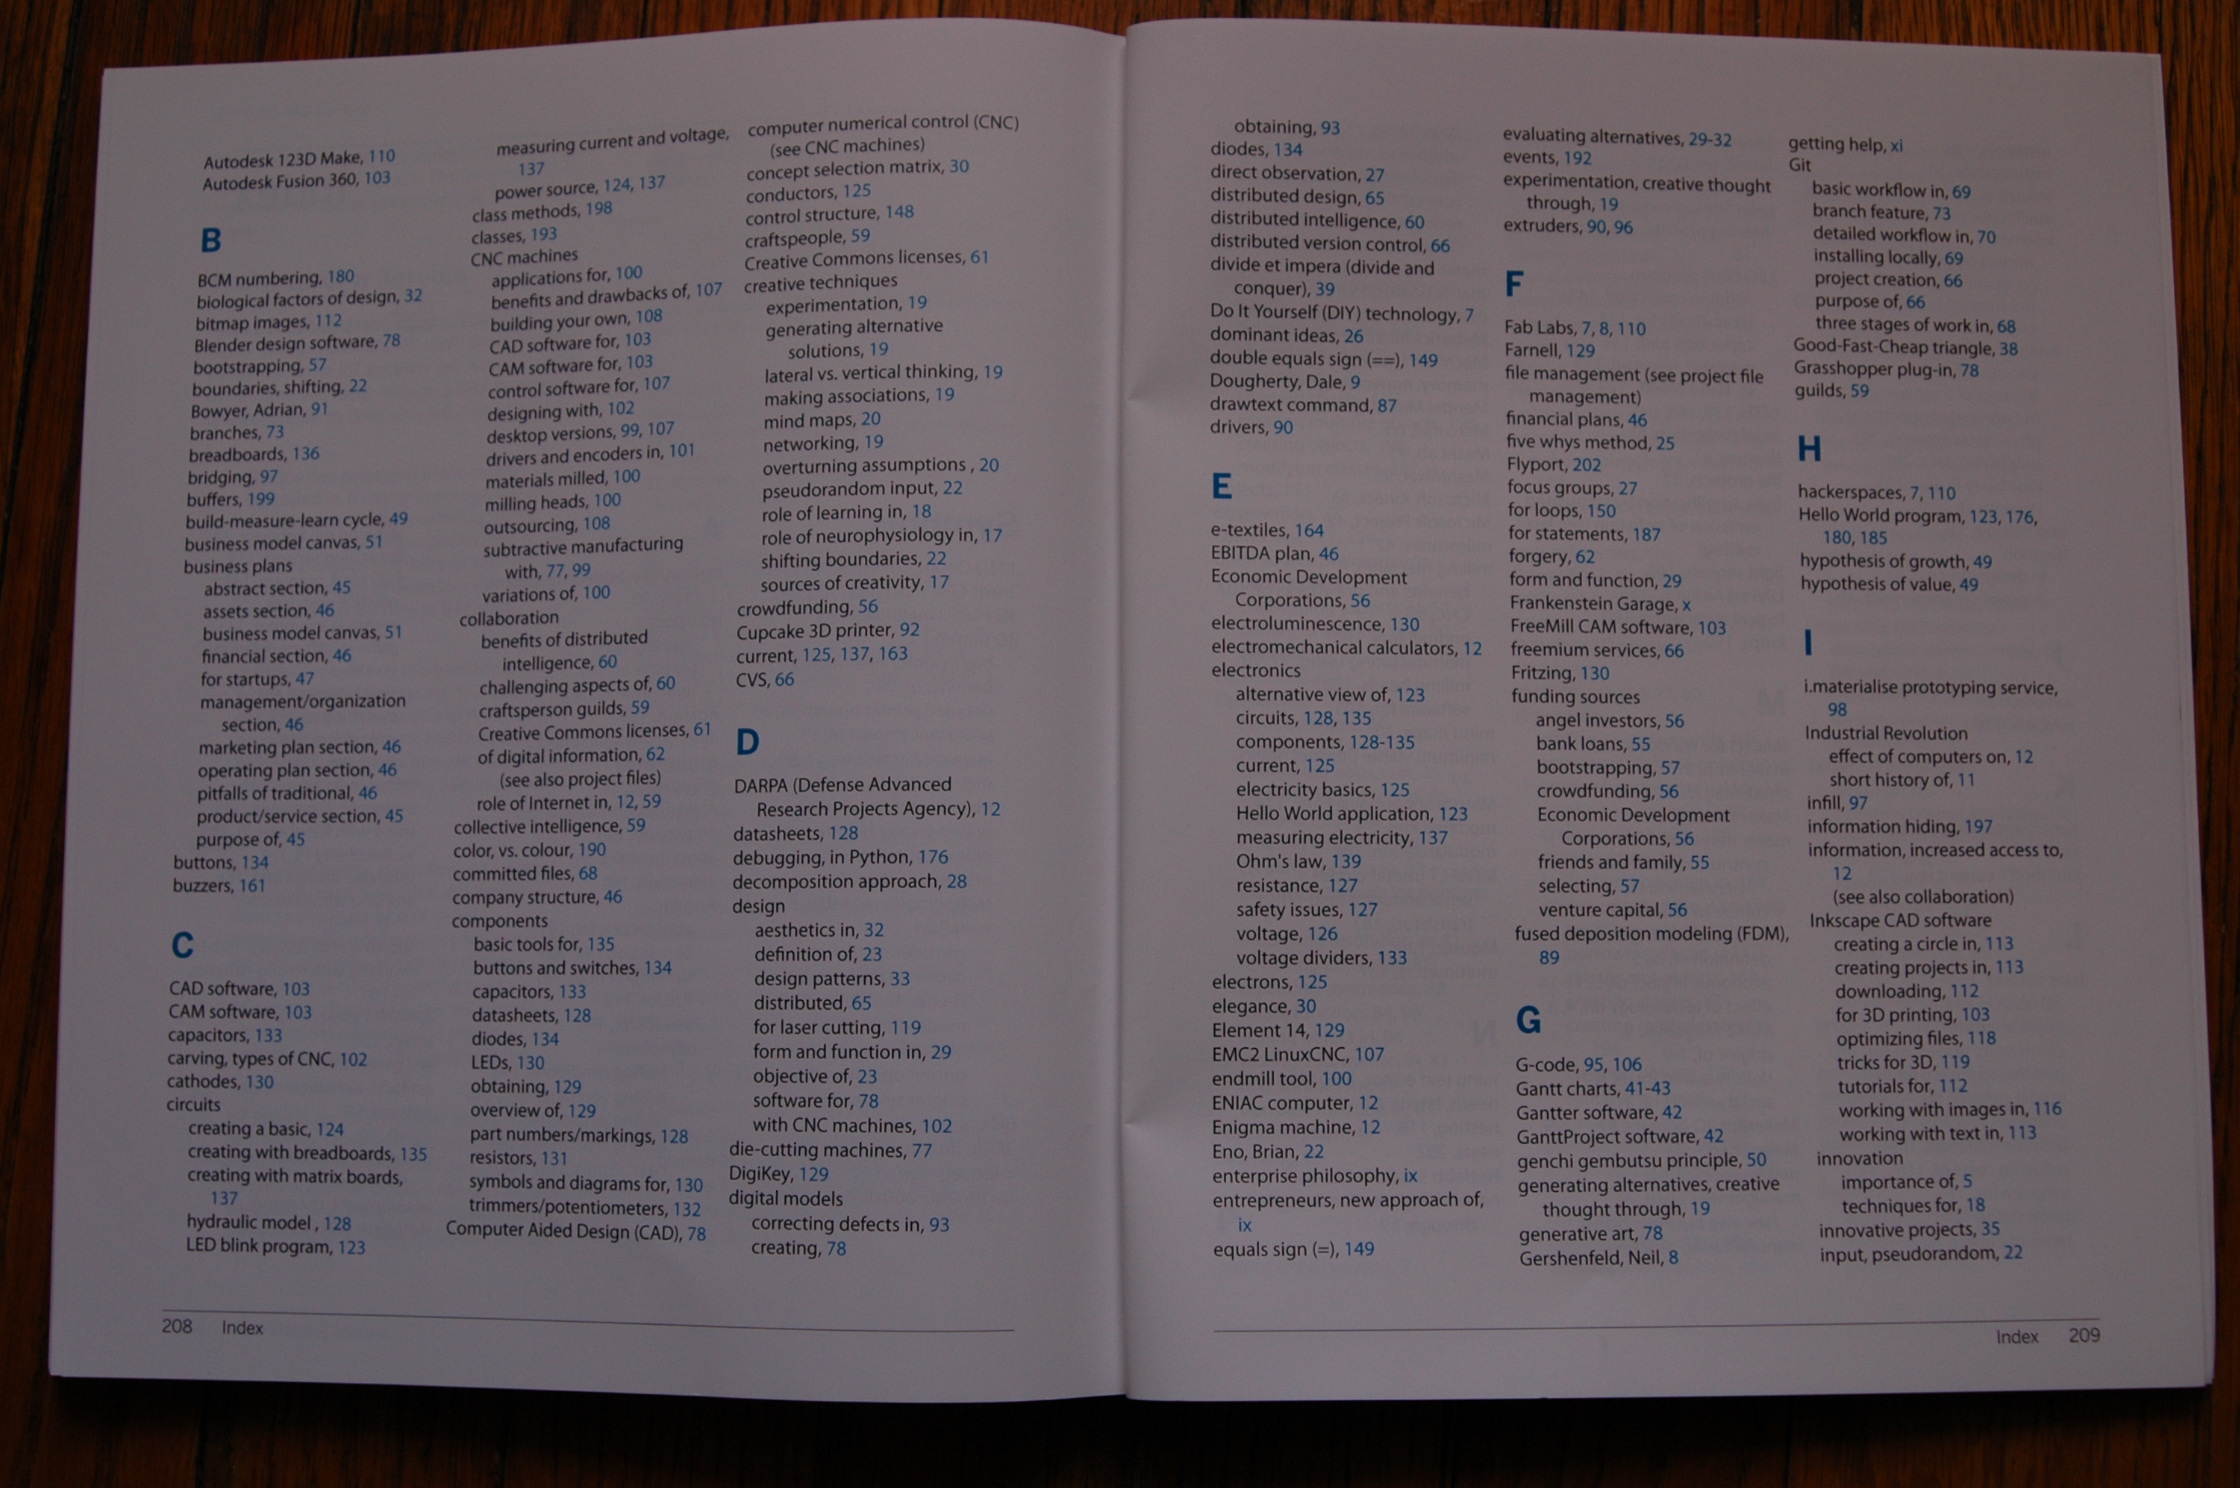 Autodesk 123D Make, 110
Autodesk Fusion 360, 103
B
BCM numbering, 180
biological factors of design, 32
bitmap images, 112
Blender design software, 78
bootstrapping, 57
boundaries, shifting, 22
Bowyer, Adrian, 91
branches, 73
breadboards, 136
bridging, 97
buffers, 199
build-measure-learn cycle, 49
business model canvas, 51
business plans
abstract section, 45
assets section, 46
business model canvas, 51
financial section, 46
for startups, 47
management/organization
section, 46
marketing plan section, 46
operating plan section, 46
pitfalls of traditional, 46
product/service section, 45
purpose of, 45
buttons, 134
buzzers, 161
C
CAD software, 103
CAM software, 103
capacitors, 133
carving, types of CNC, 102
cathodes, 130
circuits
creating a basic, 124
creating with breadboards, 135
creating with matrix boards,
137
hydraulic model, 128
LED blink program, 123
measuring current and voltage,
137
power source, 124, 137
class methods, 198
classes, 193
CNC machines
applications for, 100
benefits and drawbacks of, 107
building your own, 108
CAD software for, 103
CAM software for, 103
control software for, 107
designing with, 102
desktop versions, 99, 107
drivers and encoders in, 101
materials milled, 100
milling heads, 100
outsourcing, 108
subtractive manufacturing
with, 77, 99
variations of, 100
collaboration
benefits of distributed
intelligence, 60
challenging aspects of, 60
craftsperson guilds, 59
Creative Commons licenses, 61
of digital information, 62
(see also project files)
role of Internet in, 12, 59
collective intelligence, 59
color, vs. colour, 190
committed files, 68
company structure, 46
components
basic tools for, 135
buttons and switches, 134
capacitors, 133
datasheets, 128
diodes, 134
LEDs, 130
obtaining, 129
overview of, 129
part numbers/markings, 128
resistors, 131
symbols and diagrams for, 130
trimmers/potentiometers, 132
Computer Aided Design (CAD), 78
computer numerical control (CNC)
(see CNC machines)
concept selection matrix, 30
conductors, 125
control structure, 148
craftspeople, 59
Creative Commons licenses, 61
creative techniques
experimentation, 19
generating alternative
solutions, 19
lateral vs. vertical thinking, 19
making associations, 19
mind maps, 20
networking, 19
overturning assumptions , 20
pseudorandom input, 22
role of learning in, 18
role of neurophysiology in, 17
shifting boundaries, 22
sources of creativity, 17
crowdfunding, 56
Cupcake 3D printer, 92
current, 125, 137, 163
CVS, 66
D
DARPA (Defense Advanced
Research Projects Agency), 12
datasheets, 128
debugging, in Python, 176
decomposition approach, 28
design
aesthetics in, 32
definition of, 23
design patterns, 33
distributed, 65
for laser cutting, 119
form and function in, 29
objective of, 23
software for, 78
with CNC machines, 102
die-cutting machines, 77
DigiKey, 129
digital models
correcting defects in, 93
creating, 78
208 Index
obtaining, 93
diodes, 134
direct observation, 27
distributed design, 65
distributed intelligence, 60
distributed version control, 66
divide et impera (divide and
conquer), 39
Do It Yourself (DIY) technology, 7
dominant ideas, 26
double equals sign (==), 149
Dougherty, Dale, 9
drawtext command, 87
drivers, 90
E
e-textiles, 164
EBITDA plan, 46
Economic Development
Corporations, 56
electroluminescence, 130
electromechanical calculators, 12
electronics
alternative view of, 123
circuits, 128, 135
components, 128-135
current, 125
electricity basics, 125
Hello World application, 123
measuring electricity, 137
Ohm's law, 139
resistance, 127
safety issues, 127
voltage, 126
voltage dividers, 133
electrons, 125
elegance, 30
Element 14, 129
EMC2 LinuxCNC, 107
endmill tool, 100
ENIAC computer, 12
Enigma machine, 12
Eno, Brian, 22
enterprise philosophy, ix
entrepreneurs, new approach of,
ix
equals sign (=), 149
evaluating alternatives, 29-32
events, 192
experimentation, creative thought
through, 19
extruders, 90, 96
F
Fab Labs, 7, 8, 110
Farnell, 129
file management (see project file
management)
financial plans, 46
five whys method, 25
Flyport, 202
focus groups, 27
for loops, 150
for statements, 187
forgery, 62
form and function, 29
Frankenstein Garage, x
FreeMill CAM software, 103
freemium services, 66
Fritzing, 130
funding sources
angel investors, 56
bank loans, 55
bootstrapping, 57
crowdfunding, 56
Economic Development
Corporations, 56
friends and family, 55
selecting, 57
venture capital, 56
fused deposition modeling (FDM),
89
G
G-code, 95, 106
Gantt charts, 41-43
Gantter software, 42
GanttProject software, 42
genchi gembutsu principle, 50
generating alternatives, creative
thought through, 19
generative art, 78
Gershenfeld, Neil, 8
getting help, xi
Git
basic workflow in, 69
branch feature, 73
detailed workflow in, 70
installing locally, 69
project creation, 66
purpose of, 66
three stages of work in, 68
Good-Fast-Cheap triangle, 38
Grasshopper plug-in, 78
guilds, 59
H
hackerspaces, 7, 110
Hello World program, 123, 176,
180, 185
hypothesis of growth, 49
hypothesis of value, 49
I
i.materialise prototyping service,
98
Industrial Revolution
effect of computers on, 12
short history of, 11
infill, 97
information hiding, 197
information, increased access to,
12
(see also collaboration)
Inkscape CAD software
creating a circle in, 113
creating projects in, 113
downloading, 112
for 3D printing, 103
optimizing files, 118
tricks for 3D, 119
tutorials for, 112
working with images in, 116
working with text in, 113
innovation
importance of, 5
techniques for, 18
innovative projects, 35
input, pseudorandom, 22
Index 209